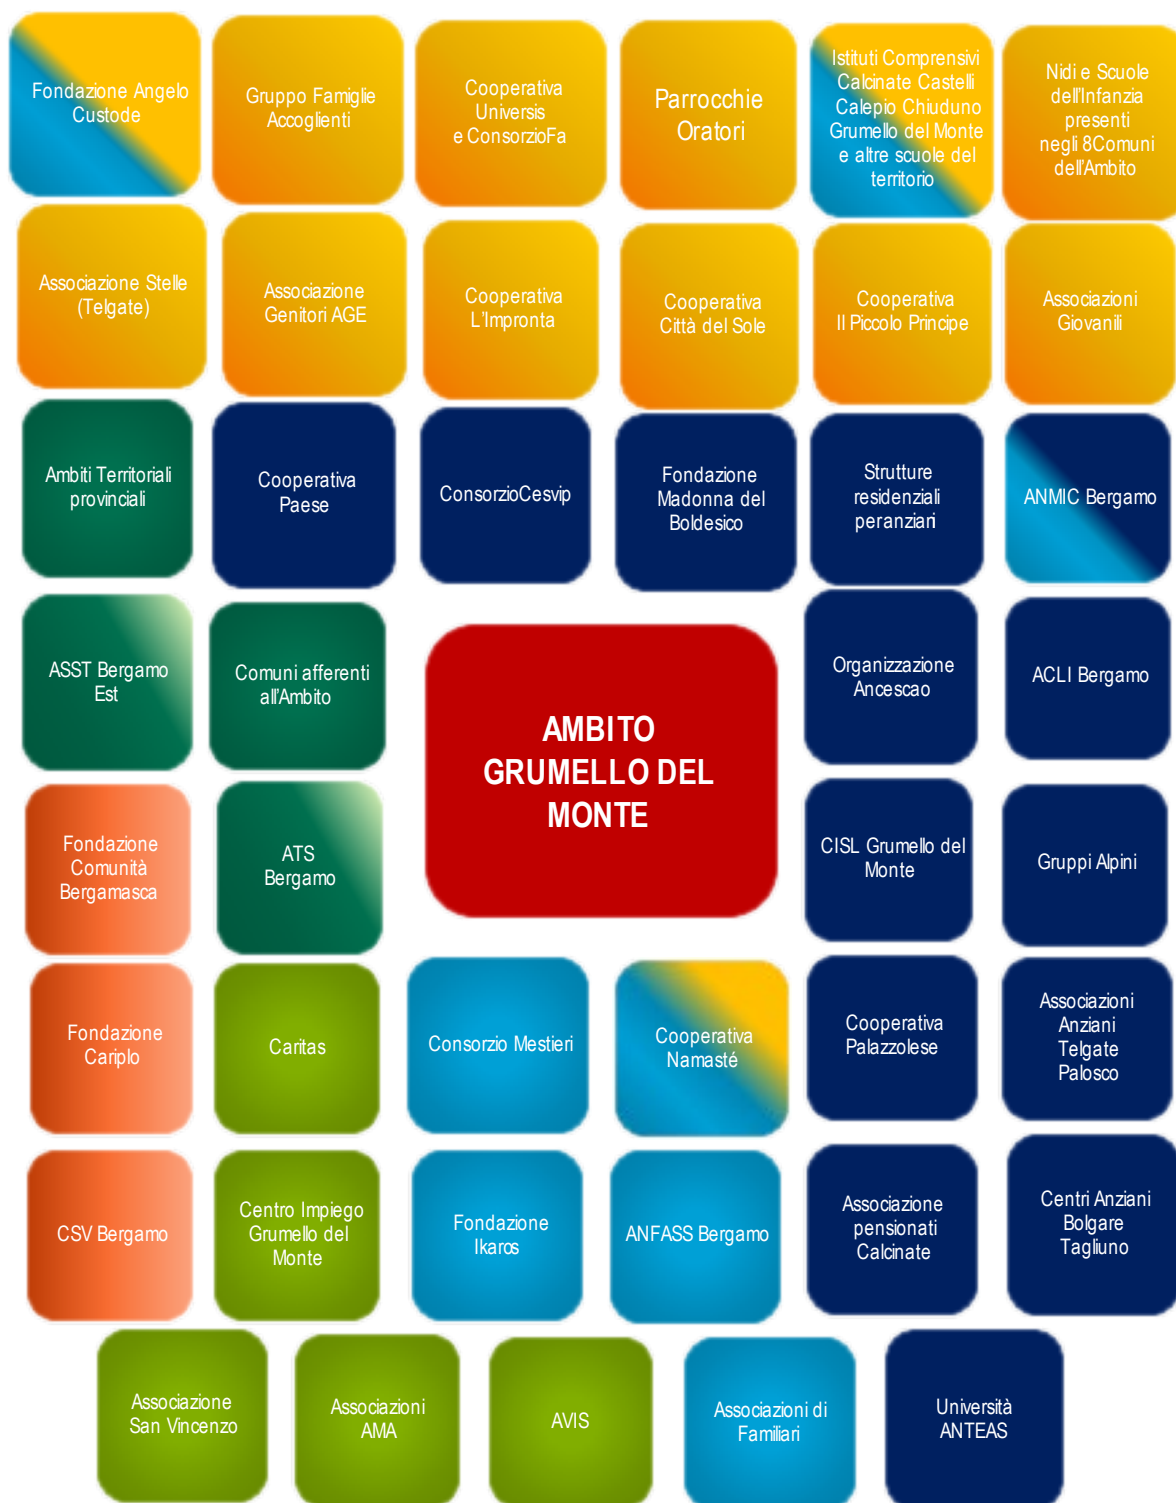 Fondazione Angelo
Custode
Gruppo Famiglie
Accoglienti
Cooperativa
Universis
e ConsorzioFa
Parrocchie
Oratori
Istituti Comprensivi
Calcinate Castelli
Calepio Chiuduno
Grumello del Monte
e altre scuole del
territorio
Nidi e Scuole
dell'Infanzia
presenti
negli 8Comuni
dell'Ambito
Associazione Stelle
(Telgate)
Associazione
Genitori AGE
Cooperativa
L'Impronta
Cooperativa
Città del Sole
Cooperativa
Il Piccolo Principe
Associazioni
Giovanili
Ambiti Territoriali
provinciali
Cooperativa
Paese
ConsorzioCesvip
Fondazione
Madonna del
Boldesico
Strutture
residenziali
peranziari
ANMIC Bergamo
ASST Bergamo
Est
Comuni afferenti
all'Ambito
AMBITO
GRUMELLO DEL
MONTE
Organizzazione
Ancescao
ACLI Bergamo
Fondazione
Comunità
Bergamasca
ATS
Bergamo
CISL Grumello del
Monte
Gruppi Alpini
Fondazione
Cariplo
Caritas
Consorzio Mestieri
Cooperativa
Namasté
Cooperativa
Palazzolese
Associazioni
Anziani
Telgate
Palosco
CSV Bergamo
Centro Impiego
Grumello del
Monte
Fondazione
Ikaros
ANFASS Bergamo
Associazione
pensionati
Calcinate
Centri Anziani
Bolgare
Tagliuno
Associazione
San Vincenzo
Associazioni
AMA
AVIS
Associazioni di
Familiari
Università
ANTEAS